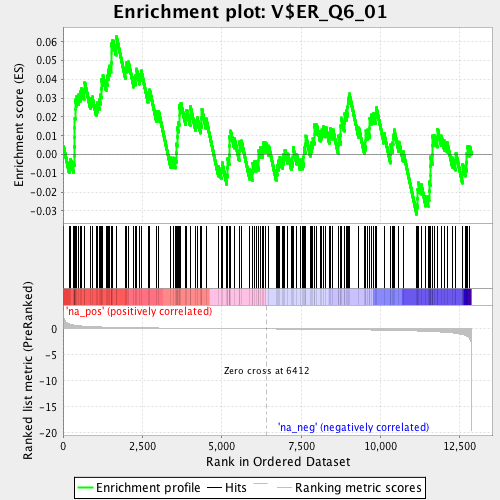 Enrichment plot: V$ER_Q6_01
Enrichment score (ES)
0.06
0.05
0.04
0.03
0.02
0.01
0.00
-0.01
-0.02
-0.03
'na_pos' (positively correlated)
Ranked list metric (PreRanked)
0
-5
-10
-15
-20
Zero cross at 6412
'na_neg' (negatively correlated)
0
2,500
5,000
7,500
10,000
12,500
Rank in Ordered Dataset
Enrichment profile
Hits
Ranking metric scores